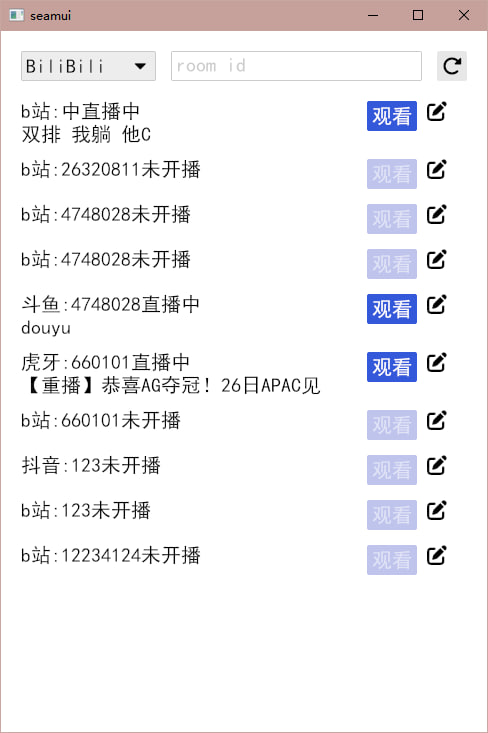 seamui
BiliBili
room id
b站:中直播中
观看
双排 我躺 他C
b站:26320811未开播
观看
b站:4748028未开播
观看
b站:4748028未开播
观看
斗鱼:4748028直播中
观看
douyu
虎牙:660101直播中
观看
【重播】恭喜AG夺冠！26日APAC见
b站:660101未开播
观看
抖音:123未开播
观看
b站:123未开播
观看
b站:12234124未开播
观看